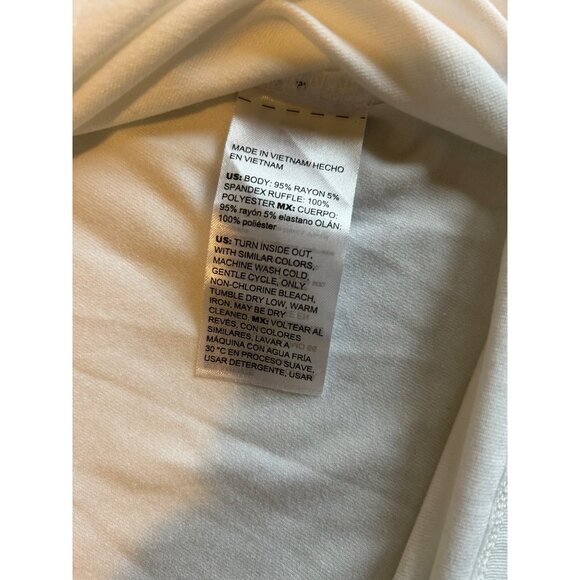 MADE IN VIETNAM/ HECHO
EN VIETNAM
US: BODY: 95% RAYON 5%
SPANDEX RUFFLE: 100%
POLYESTER MX: CUERPO:
95% rayón 5% elastano OLÁN:
100% poliéster
US: TURN INSIDE OUT,
WITH SIMILAR COLORS,
MACHINE WASH COLD,
GENTLE CYCLE, ONLY
NON-CHLORINE BLEACH,
TUMBLE DRY LOW, WARM
IRON. MAY BE DRY
CLEANED. MX: VOLTEAR AL
REVÉS, CON COLORES
SIMILARES, LAVAR A
MÁQUINA CON AGUA FRÍA
30 °C EN PROCESO SUAVE,
USAR DETERGENTE, USAR